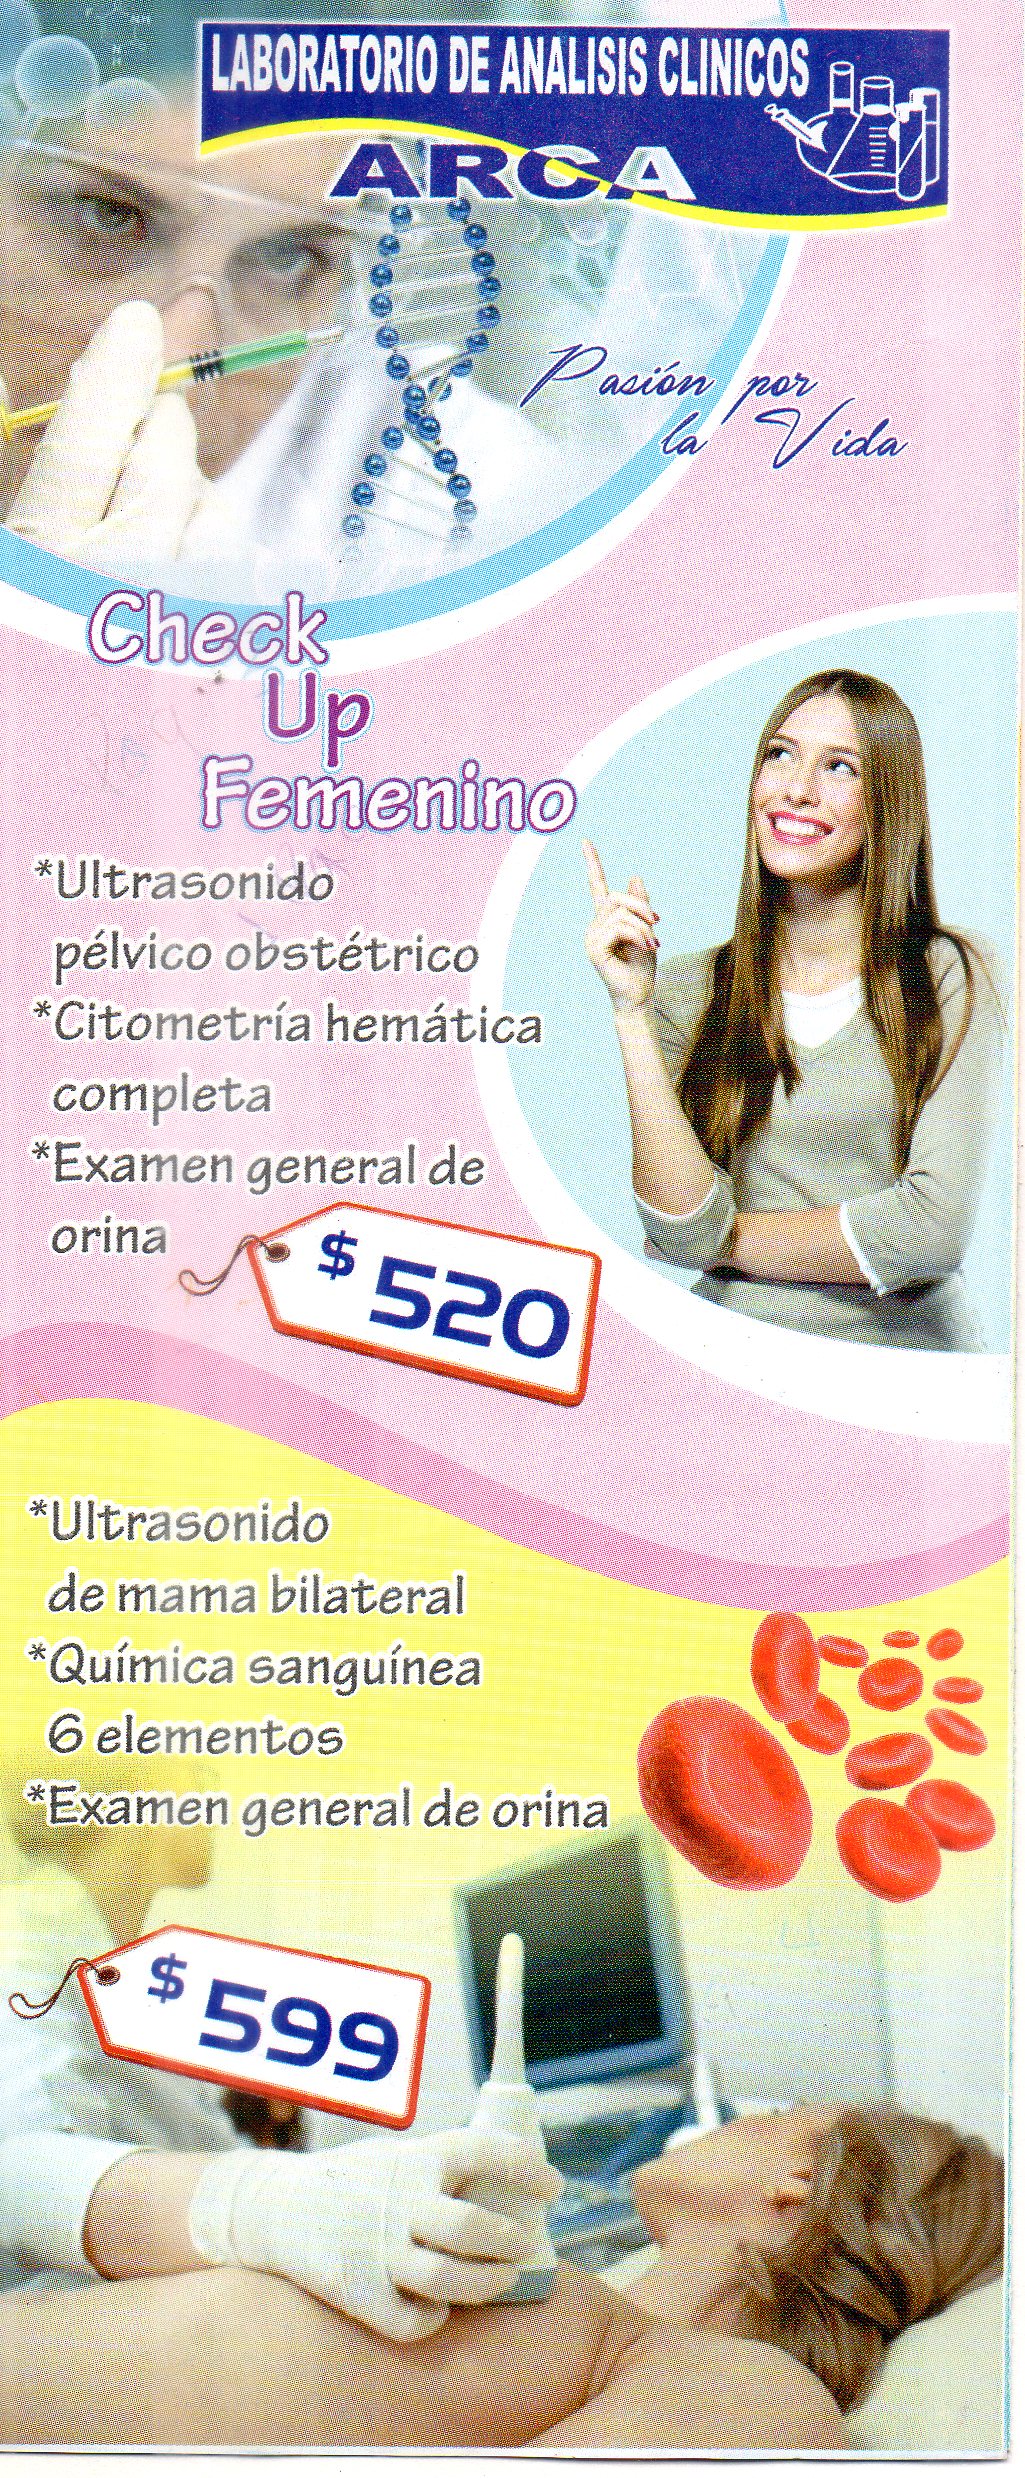 LABORATORIO DE ANALISIS CLINICOS
ARCA
Pasión por
la Vida
Check
Up
Femenino
*Ultrasonido
pélvico obstétrico
*Citometría hemática
completa
*Examen general de
orina
$ 520
*Ultrasonido
de mama bilateral
*Química sanguínea
6 elementos
*Examen general de orina
$ 599